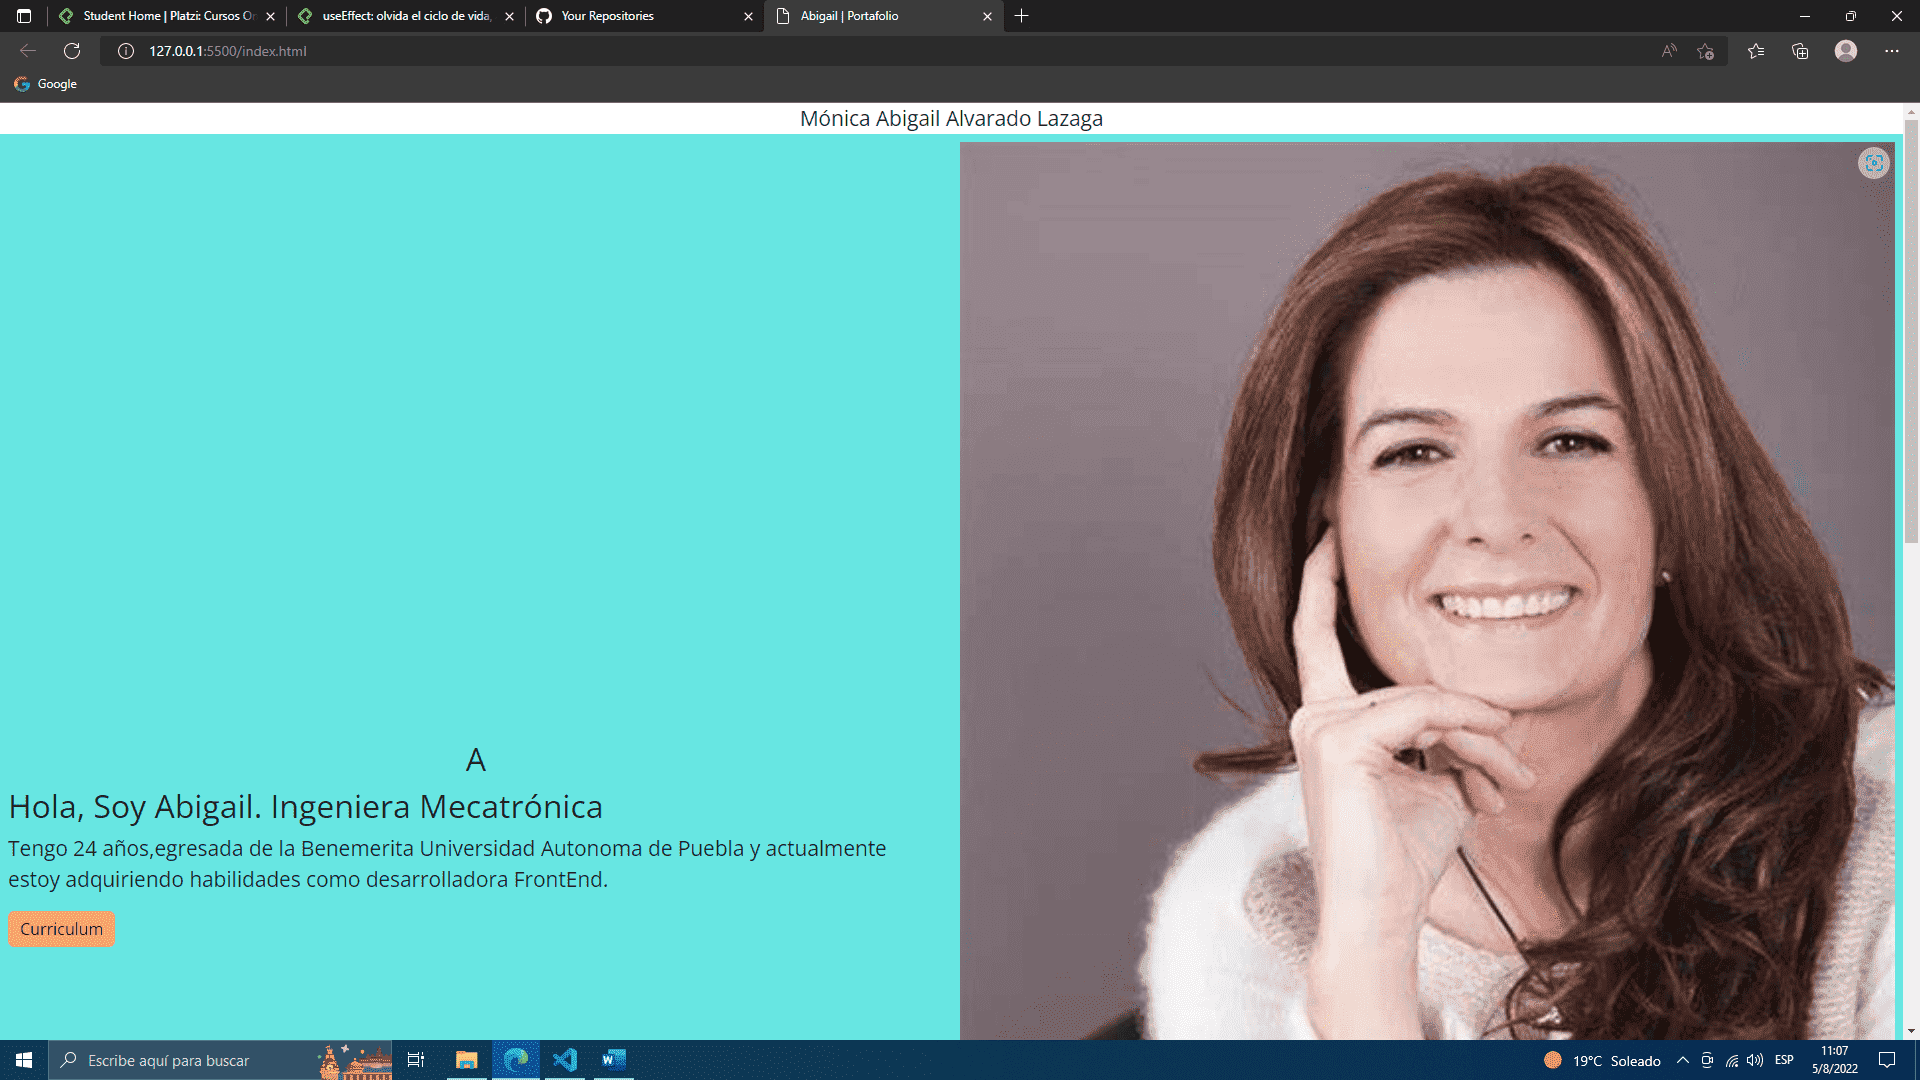 Student Home | Platzi: Cursos Or
useEffect: olvida el ciclo de vida,
Your Repositories
Abigail | Portafolio
127.0.0.1:5500/index.html
Google
Mónica Abigail Alvarado Lazaga
A
Hola, Soy Abigail. Ingeniera Mecatrónica
Tengo 24 años,egresada de la Benemerita Universidad Autonoma de Puebla y actualmente
estoy adquiriendo habilidades como desarrolladora FrontEnd.
Curriculum
Escribe aquí para buscar
19°C Soleado
ESP
11:07
5/8/2022